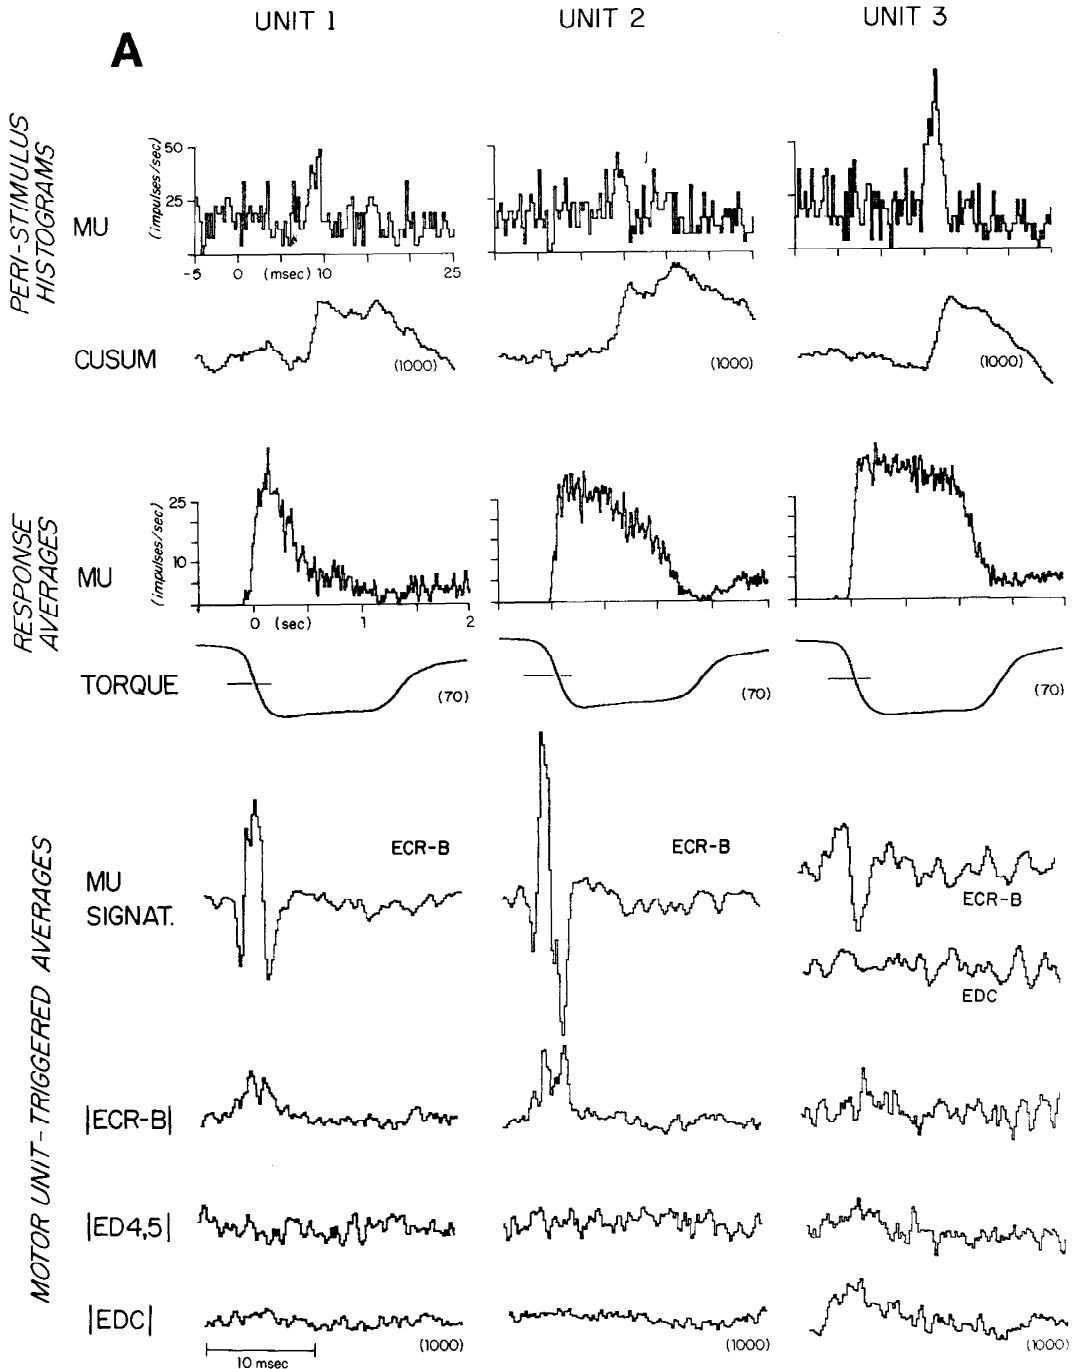 A
UNIT 1
UNIT 2
UNIT 3
PERI-STIMULUS
HISTOGRAMS
MU
(impulses/sec)
50
25
-5 0 (msec) 10 25
CUSUM
(1000)
(1000)
(1000)
RESPONSE
AVERAGES
MU
(impulses/sec)
25
10
0 (sec) 1 2
TORQUE
(70)
(70)
(70)
MOTOR UNIT-TRIGGERED AVERAGES
MU
SIGNAT.
ECR-B
ECR-B
ECR-B
EDC
|ECR-B|
|ED4,5|
|EDC|
(1000)
(1000)
(1000)
10 msec